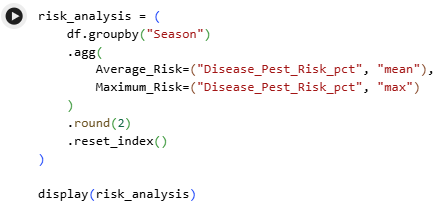 risk_analysis = (
    df.groupby("Season")
    .agg(
        Average_Risk=("Disease_Pest_Risk_pct", "mean"),
        Maximum_Risk=("Disease_Pest_Risk_pct", "max")
    )
    .round(2)
    .reset_index()
)

display(risk_analysis)